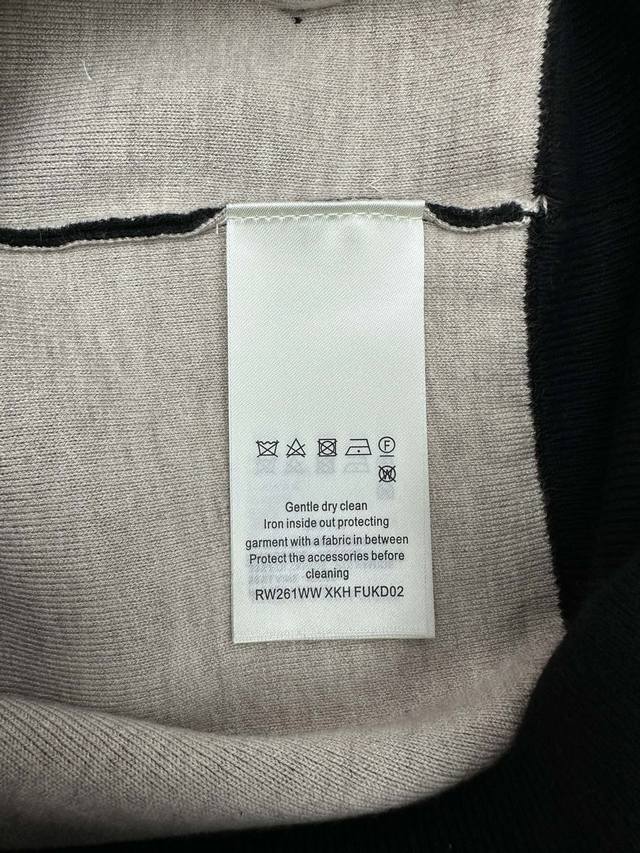 F
W
Gentle dry clean
Iron inside out protecting
garment with a fabric in between
Protect the accessories before
cleaning
RW261WW XKH FUKD02